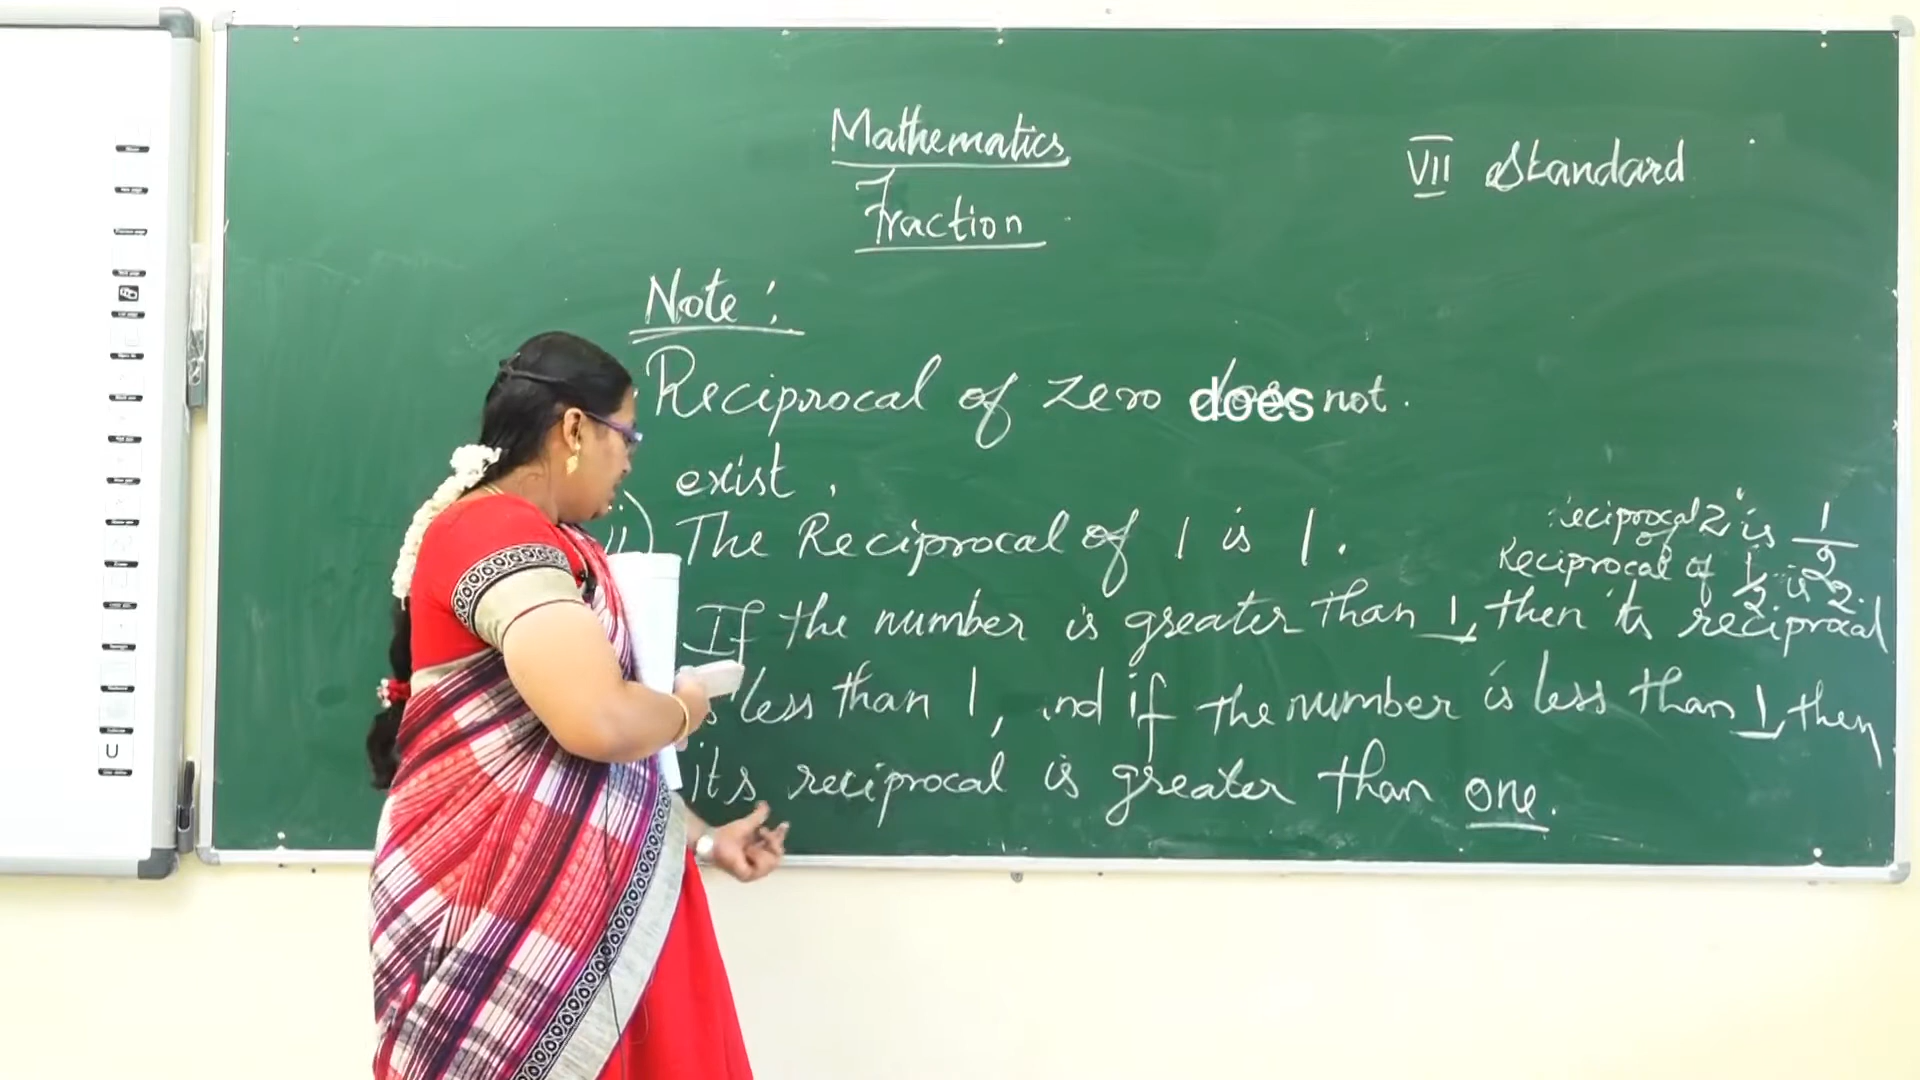 Mathematics
VII Standard
Fraction
Note:
Reciprocal of zero does not.
exist.
ii) The Reciprocal of 1 is 1.
reciprocal of 2 is 1/2
Reciprocal of 1/2 is 2.
If the number is greater than 1, then its reciprocal
less than 1, and if the number is less than 1, then
its reciprocal is greater than one.
U